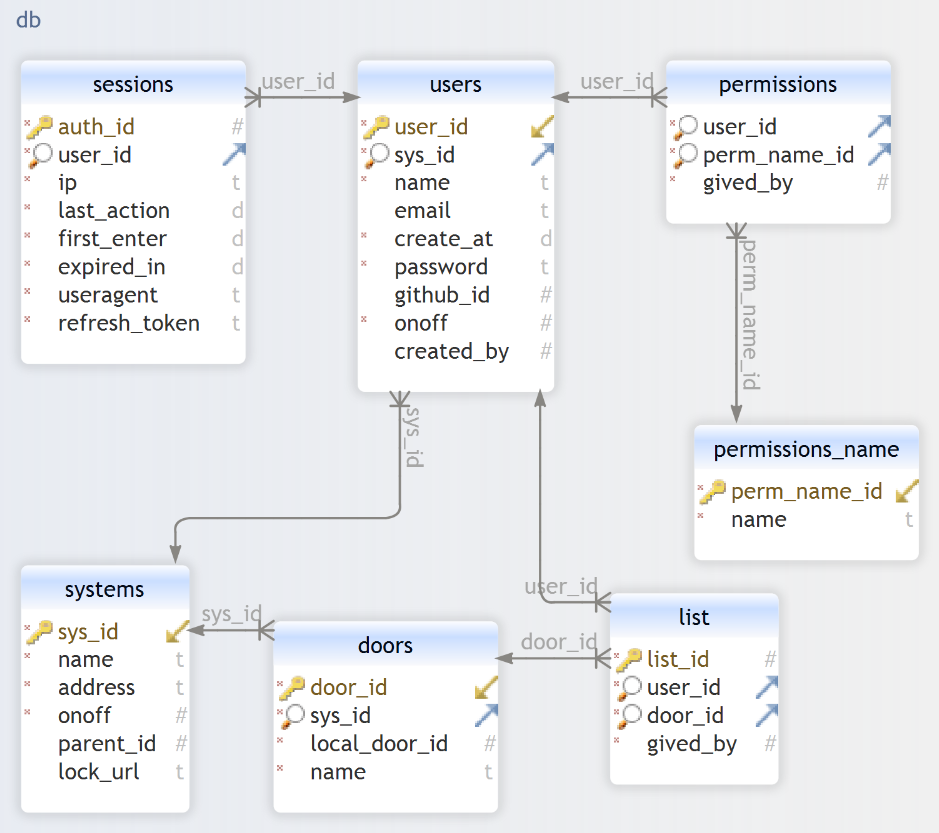 db
sessions
auth_id #
user_id
ip t
last_action d
first_enter d
expired_in d
useragent t
refresh_token t
user_id
users
user_id
sys_id
name t
email t
create_at d
password t
github_id #
onoff #
created_by #
user_id
permissions
user_id
perm_name_id
gived_by #
perm_name_id
permissions_name
perm_name_id
name t
sys_id
systems
sys_id
name t
address t
onoff #
parent_id #
lock_url t
sys_id
doors
door_id
sys_id
local_door_id #
name t
user_id
door_id
list
list_id #
user_id
door_id
gived_by #